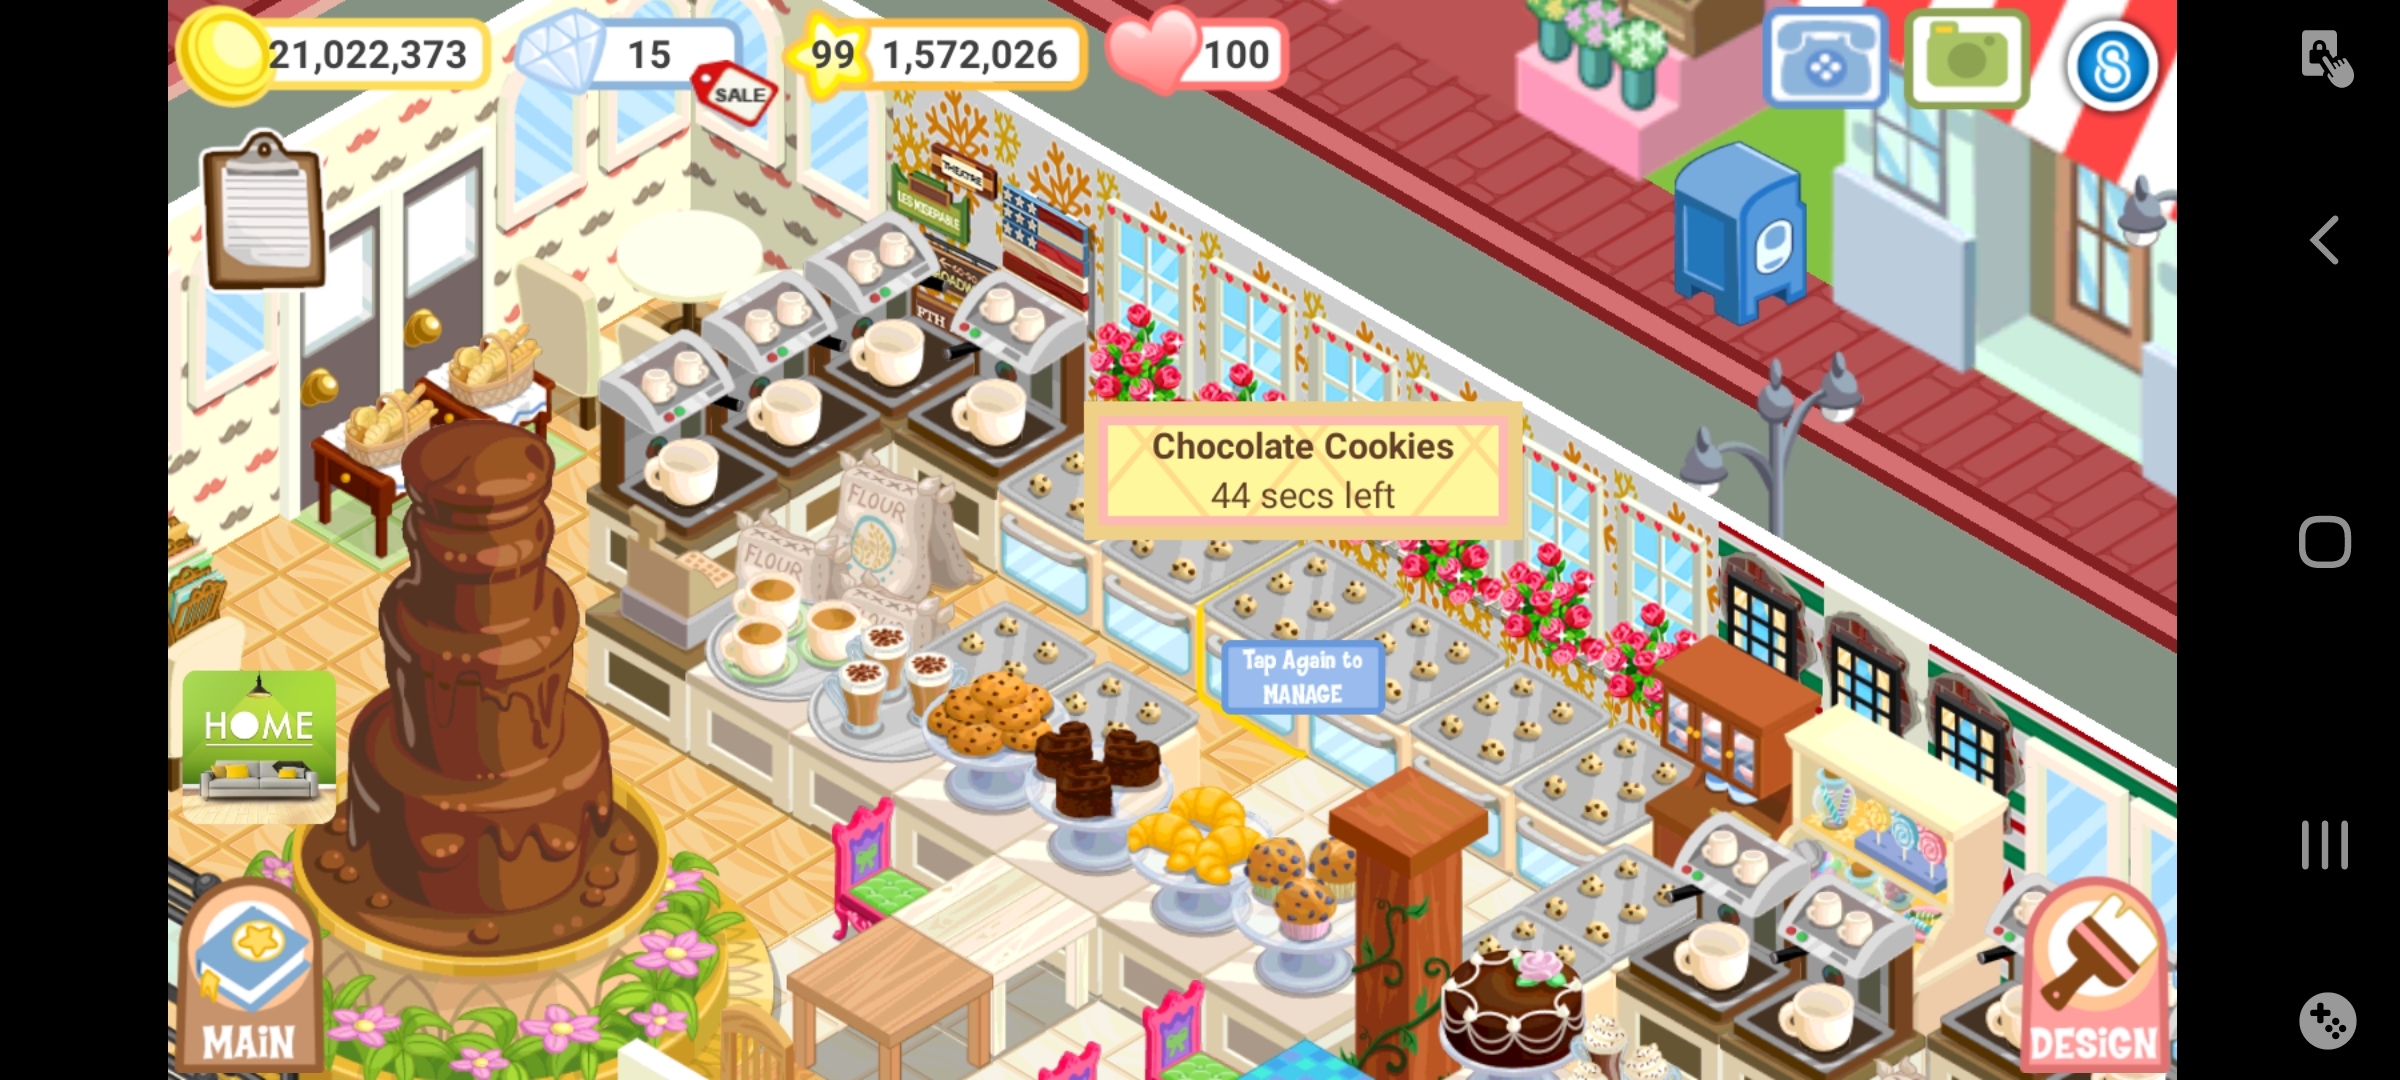 21,022,373
15
SALE
99
1,572,026
100
THEATRE
LES MISERABLE
FTH
Chocolate Cookies
44 secs left
FLOUR
FLOUR
Tap Again to
MANAGE
HOME
MAiN
DESiGN